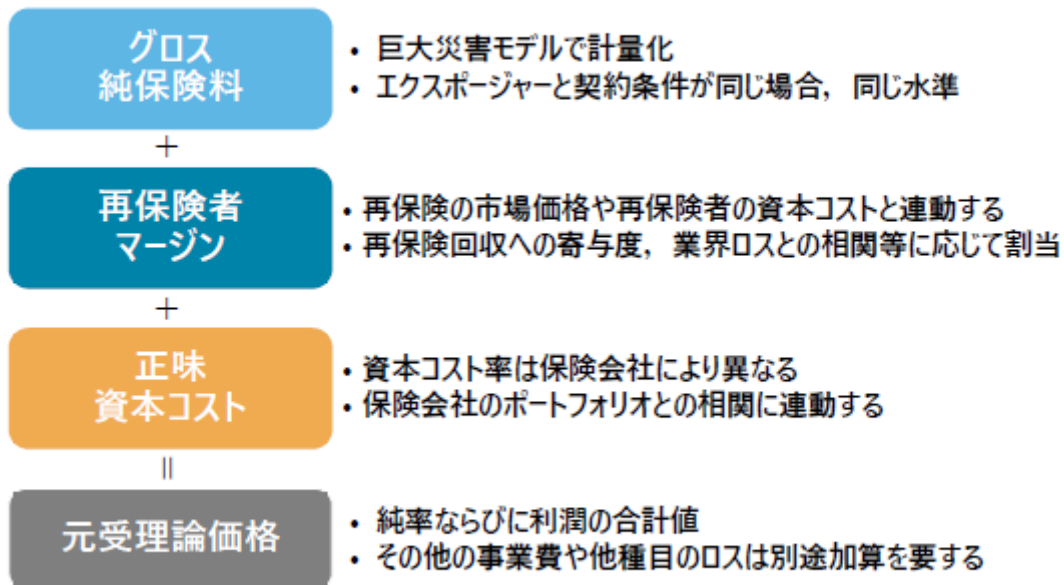 グロス
純保険料
• 巨大災害モデルで計量化
• エクスポージャーと契約条件が同じ場合，同じ水準
＋
再保険者
マージン
• 再保険の市場価格や再保険者の資本コストと連動する
• 再保険回収への寄与度，業界ロスとの相関等に応じて割当
＋
正味
資本コスト
• 資本コスト率は保険会社により異なる
• 保険会社のポートフォリオとの相関に連動する
||
元受理論価格
• 純率ならびに利潤の合計値
• その他の事業費や他種目のロスは別途加算を要する